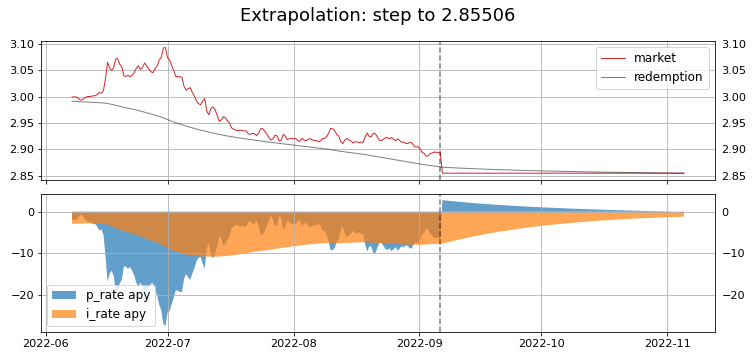 Extrapolation: step to 2.85506
3.10 3.10
market
redemption
3.05 3.05
3.00 3.00
2.95 2.95
2.90 2.90
2.85 2.85
0 0
−10 −10
−20 −20
p_rate apy
i_rate apy
2022-06 2022-07 2022-08 2022-09 2022-10 2022-11